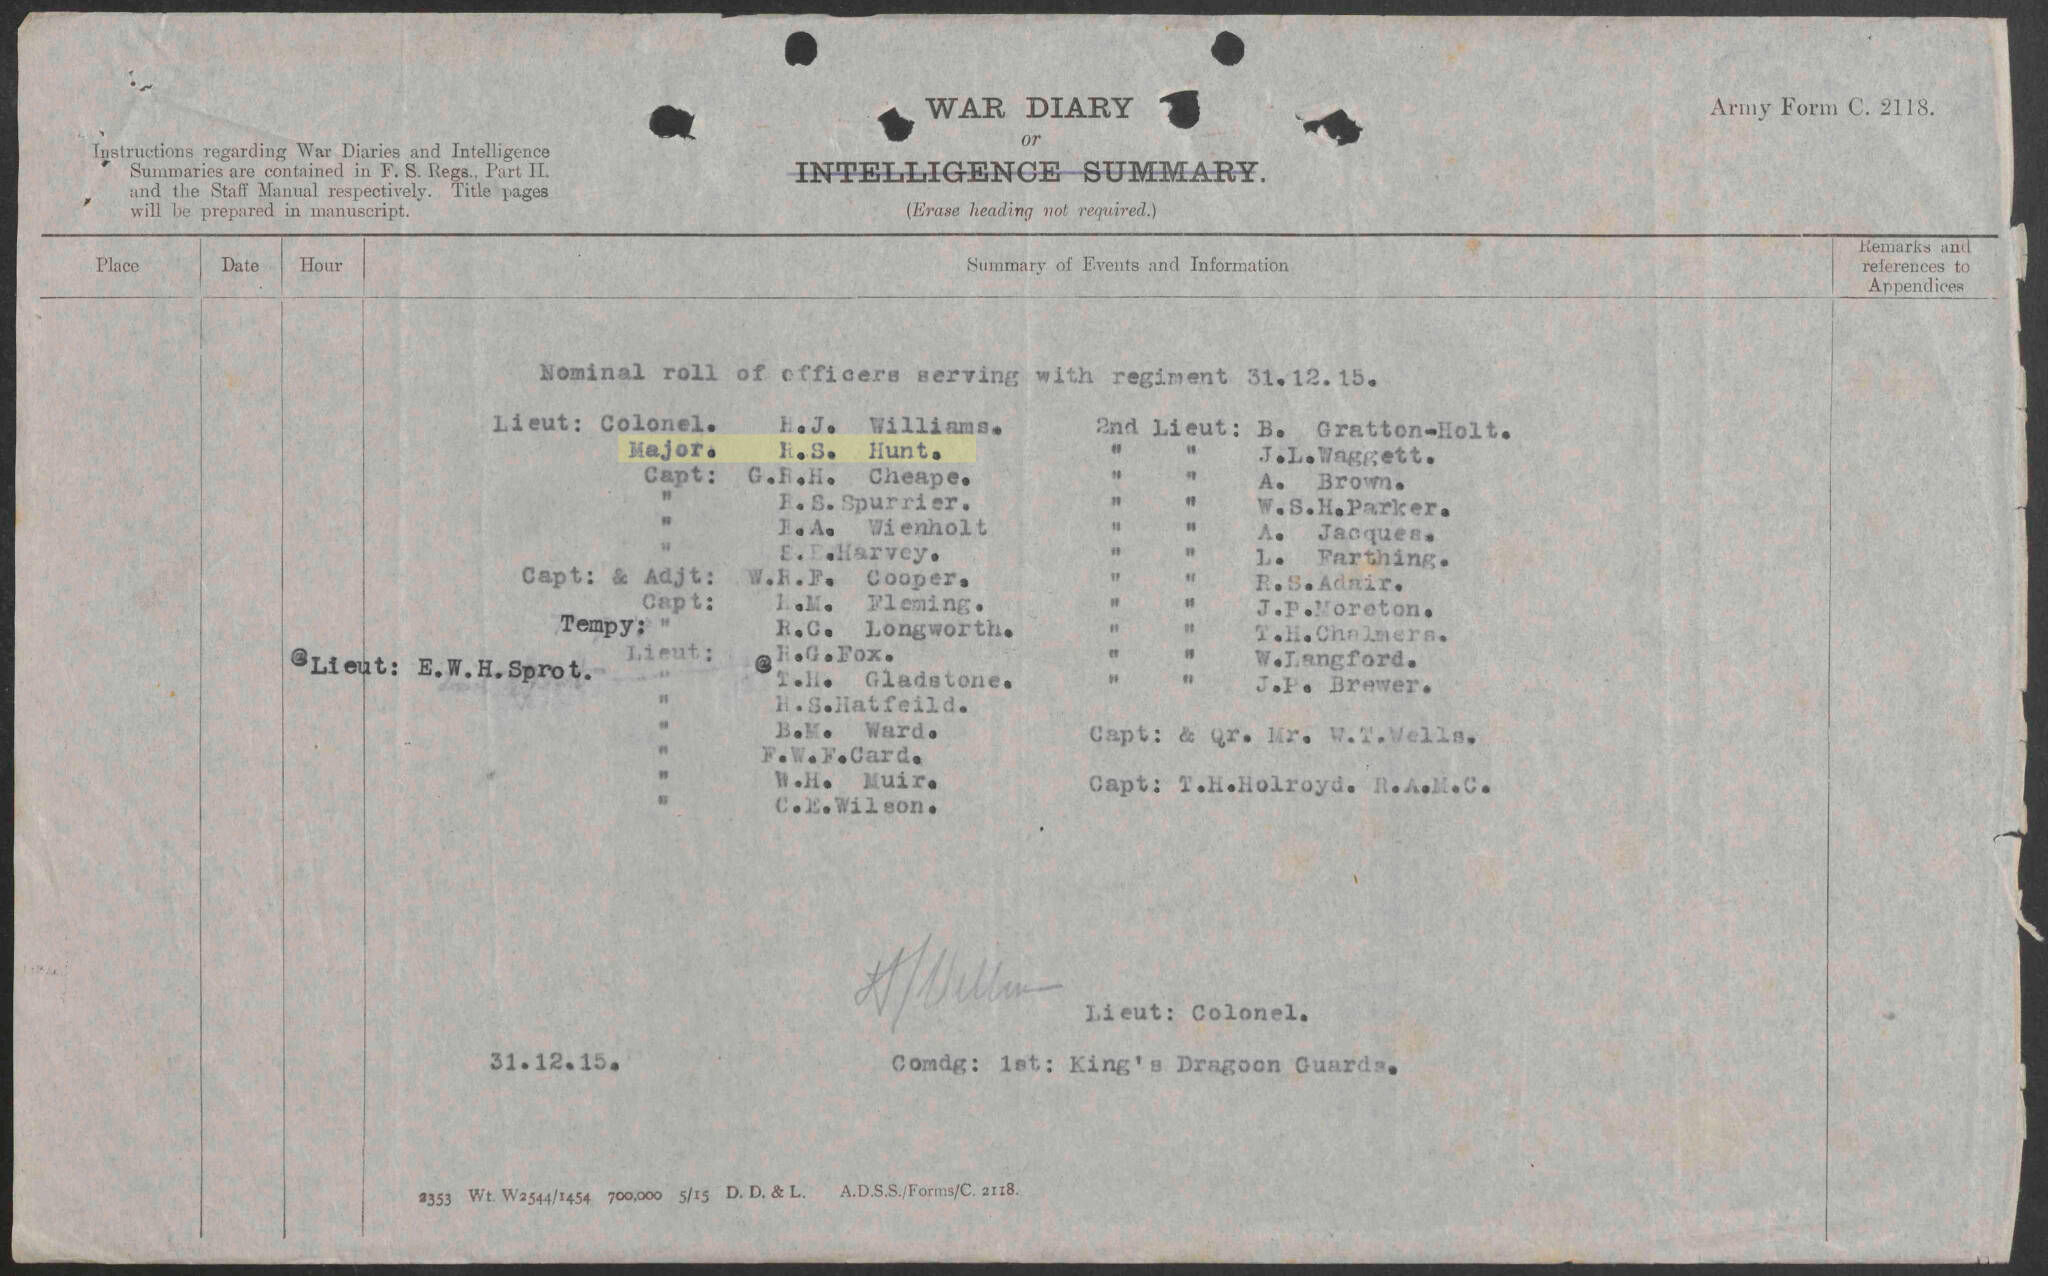 WAR DIARY
or
INTELLIGENCE SUMMARY.
(Erase heading not required.)
Army Form C. 2118.
Instructions regarding War Diaries and Intelligence
Summaries are contained in F. S. Regs., Part II.
and the Staff Manual respectively. Title pages
will be prepared in manuscript.
Place Date Hour Summary of Events and Information Remarks and references to Appendices
Nominal roll of officers serving with regiment 31.12.15.
Lieut: Colonel. H.J. Williams.
Major. R.S. Hunt.
Capt: G.R.H. Cheape.
" R.S.Spurrier.
" Wienholt
" Harvey.
Capt: & Adjt: W.R.F. Cooper.
Capt: Fleming.
Tempy: " R.C. Longworth.
Lieut: Fox.
@Lieut: E.W.H.Sprot. " @ T.H. Gladstone.
" H.S.Hatfeild.
" B.M. Ward.
" F.W.F.Card.
" W.H. Muir.
" C.E.Wilson.
2nd Lieut: B. Gratton-Holt.
" " J.L.Waggett.
" " A. Brown.
" " W.S.H.Parker.
" " A. Jacques.
" " L. Farthing.
" " R.S.Adair.
" " J.P.Moreton.
" " T.H.Chalmers.
" " W.Langford.
" " J.P. Brewer.
Capt: & Qr. Mr. W.T.Wells.
Capt: T.H.Holroyd. R.A.M.C.
Lieut: Colonel.
31.12.15. Comdg: 1st: King's Dragoon Guards.
2353 Wt. W2544/1454 700,000 5/15 D. D. & L. A.D.S.S./Forms/C. 2118.